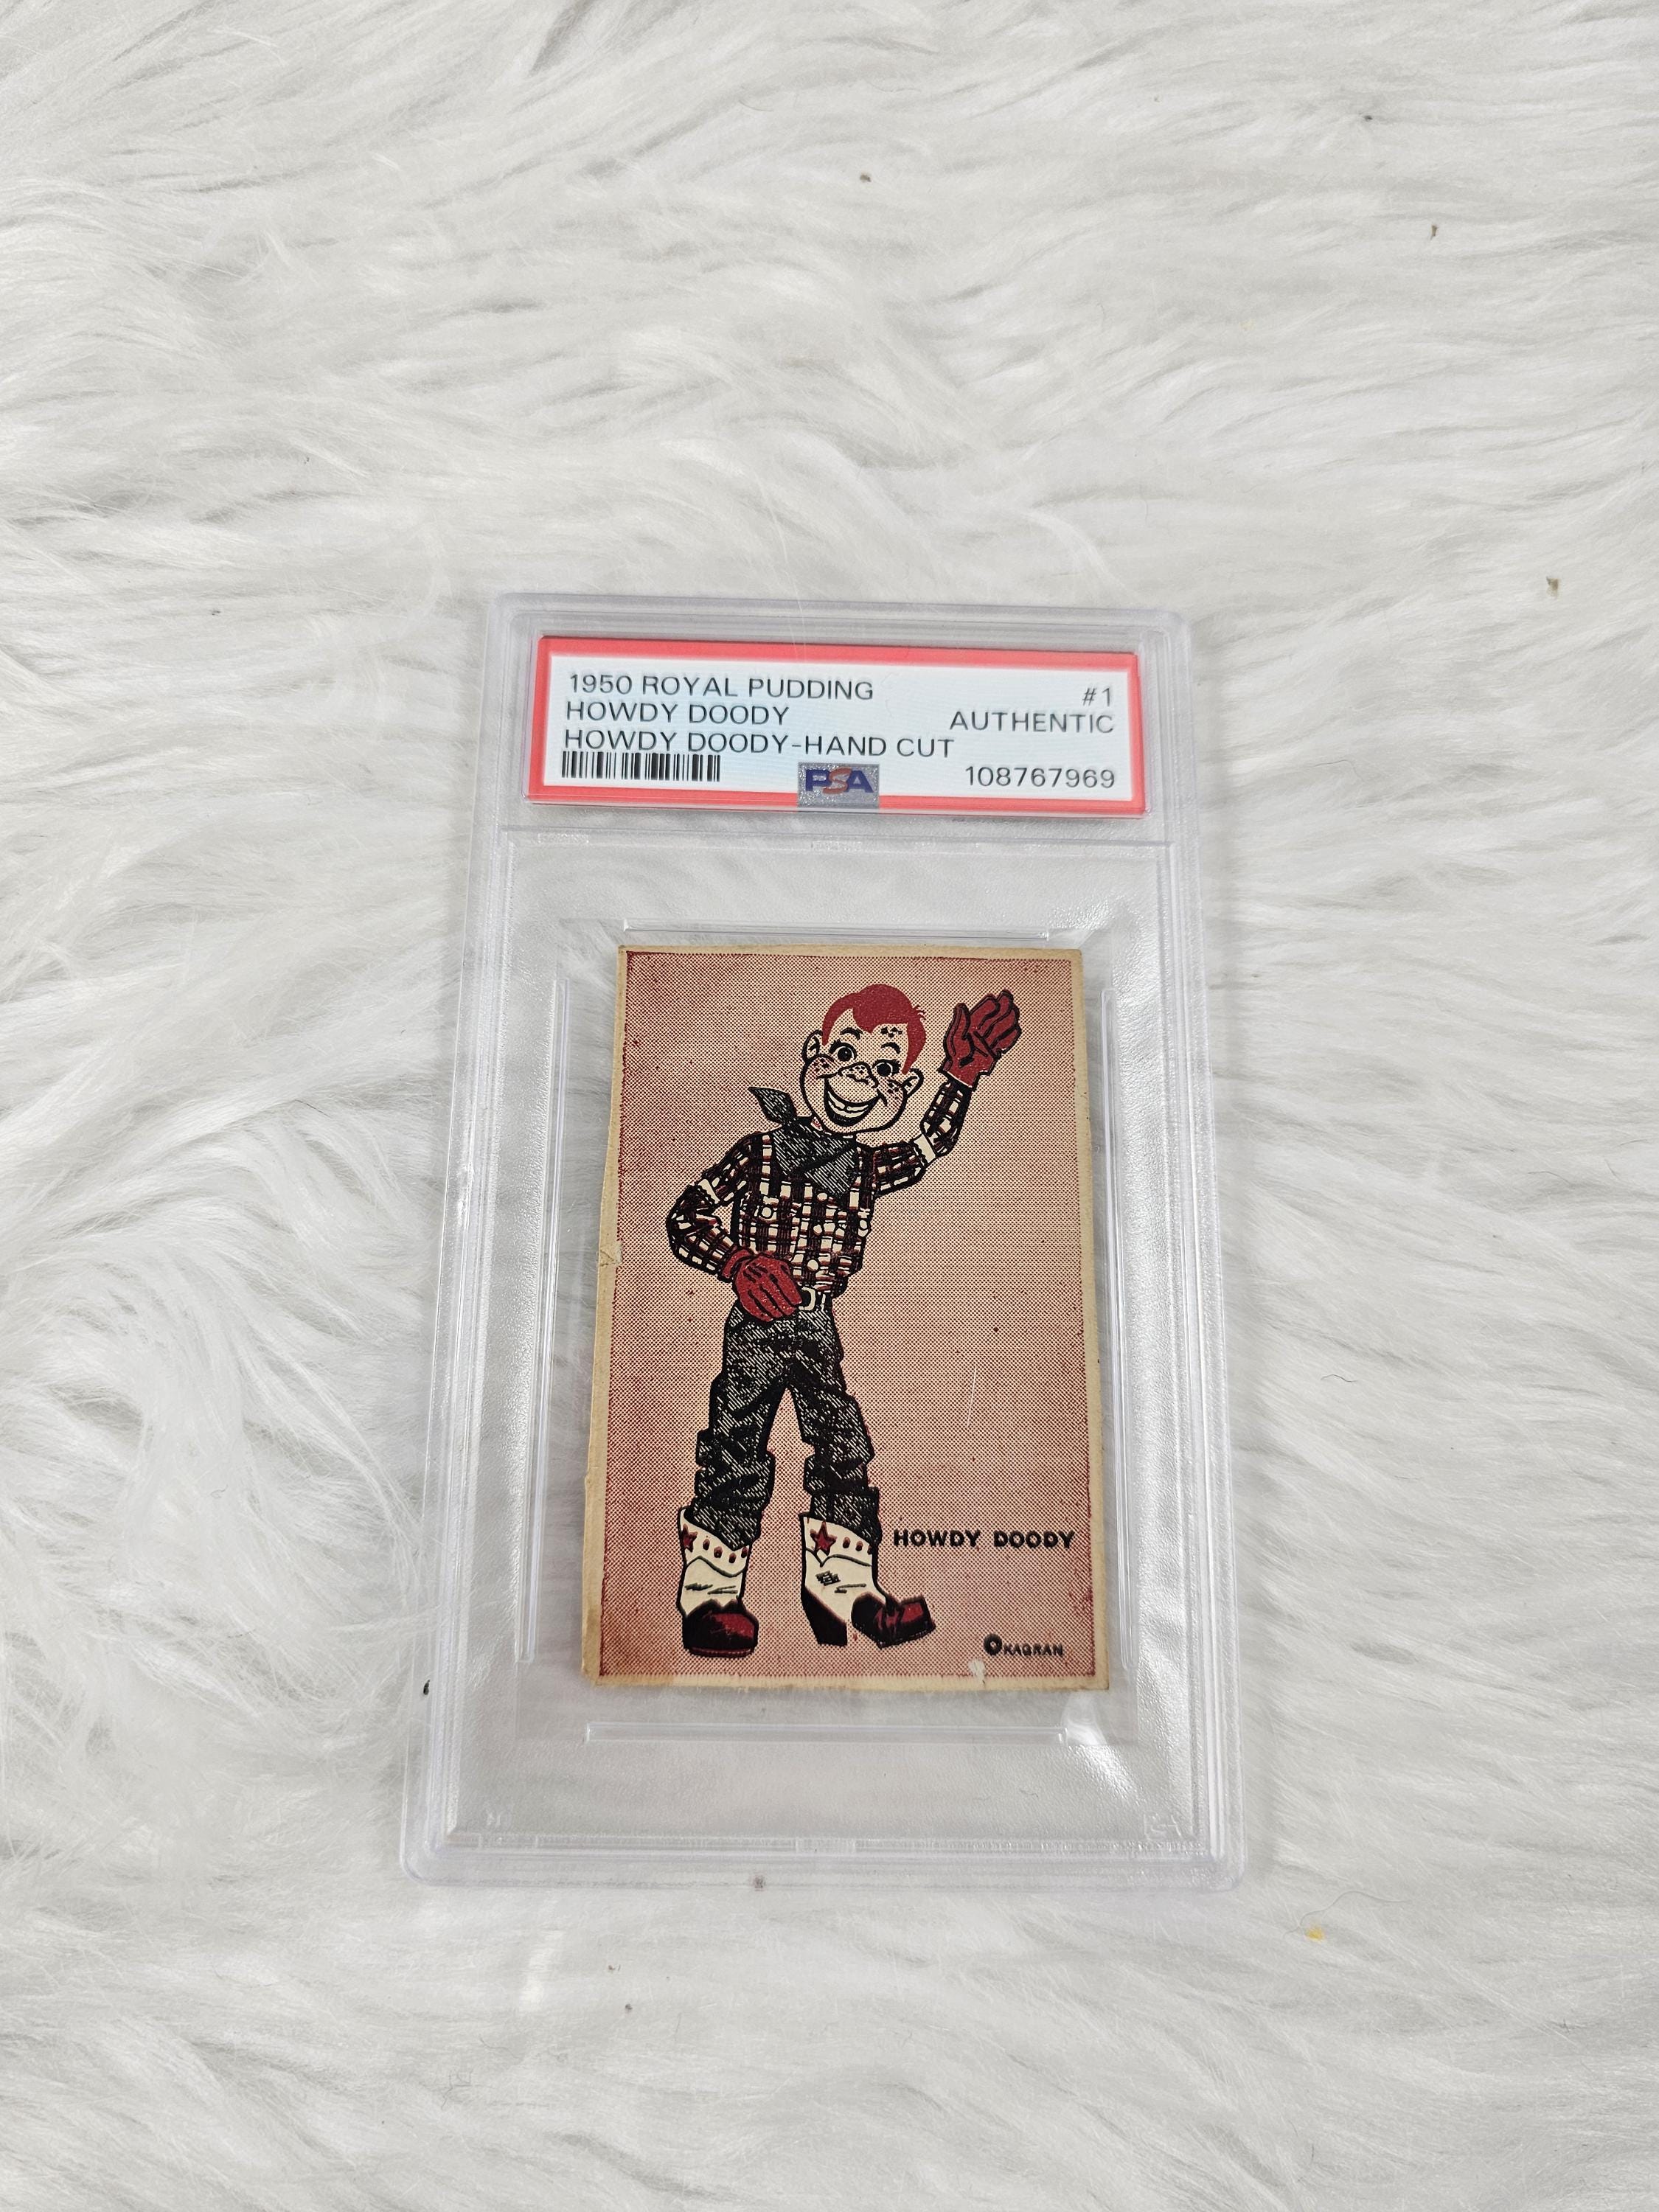 1950 ROYAL PUDDING #1
HOWDY DOODY AUTHENTIC
HOWDY DOODY-HAND CUT
PSA 108767969
HOWDY DOODY
©KAGRAN